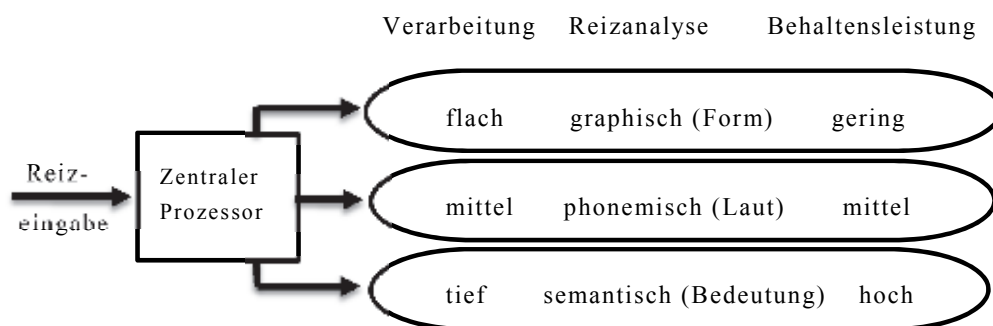 Verarbeitung Reizanalyse Behaltensleistung
flach graphisch (Form) gering
Reiz-
eingabe
Zentraler
Prozessor
mittel phonemisch (Laut) mittel
tief semantisch (Bedeutung) hoch